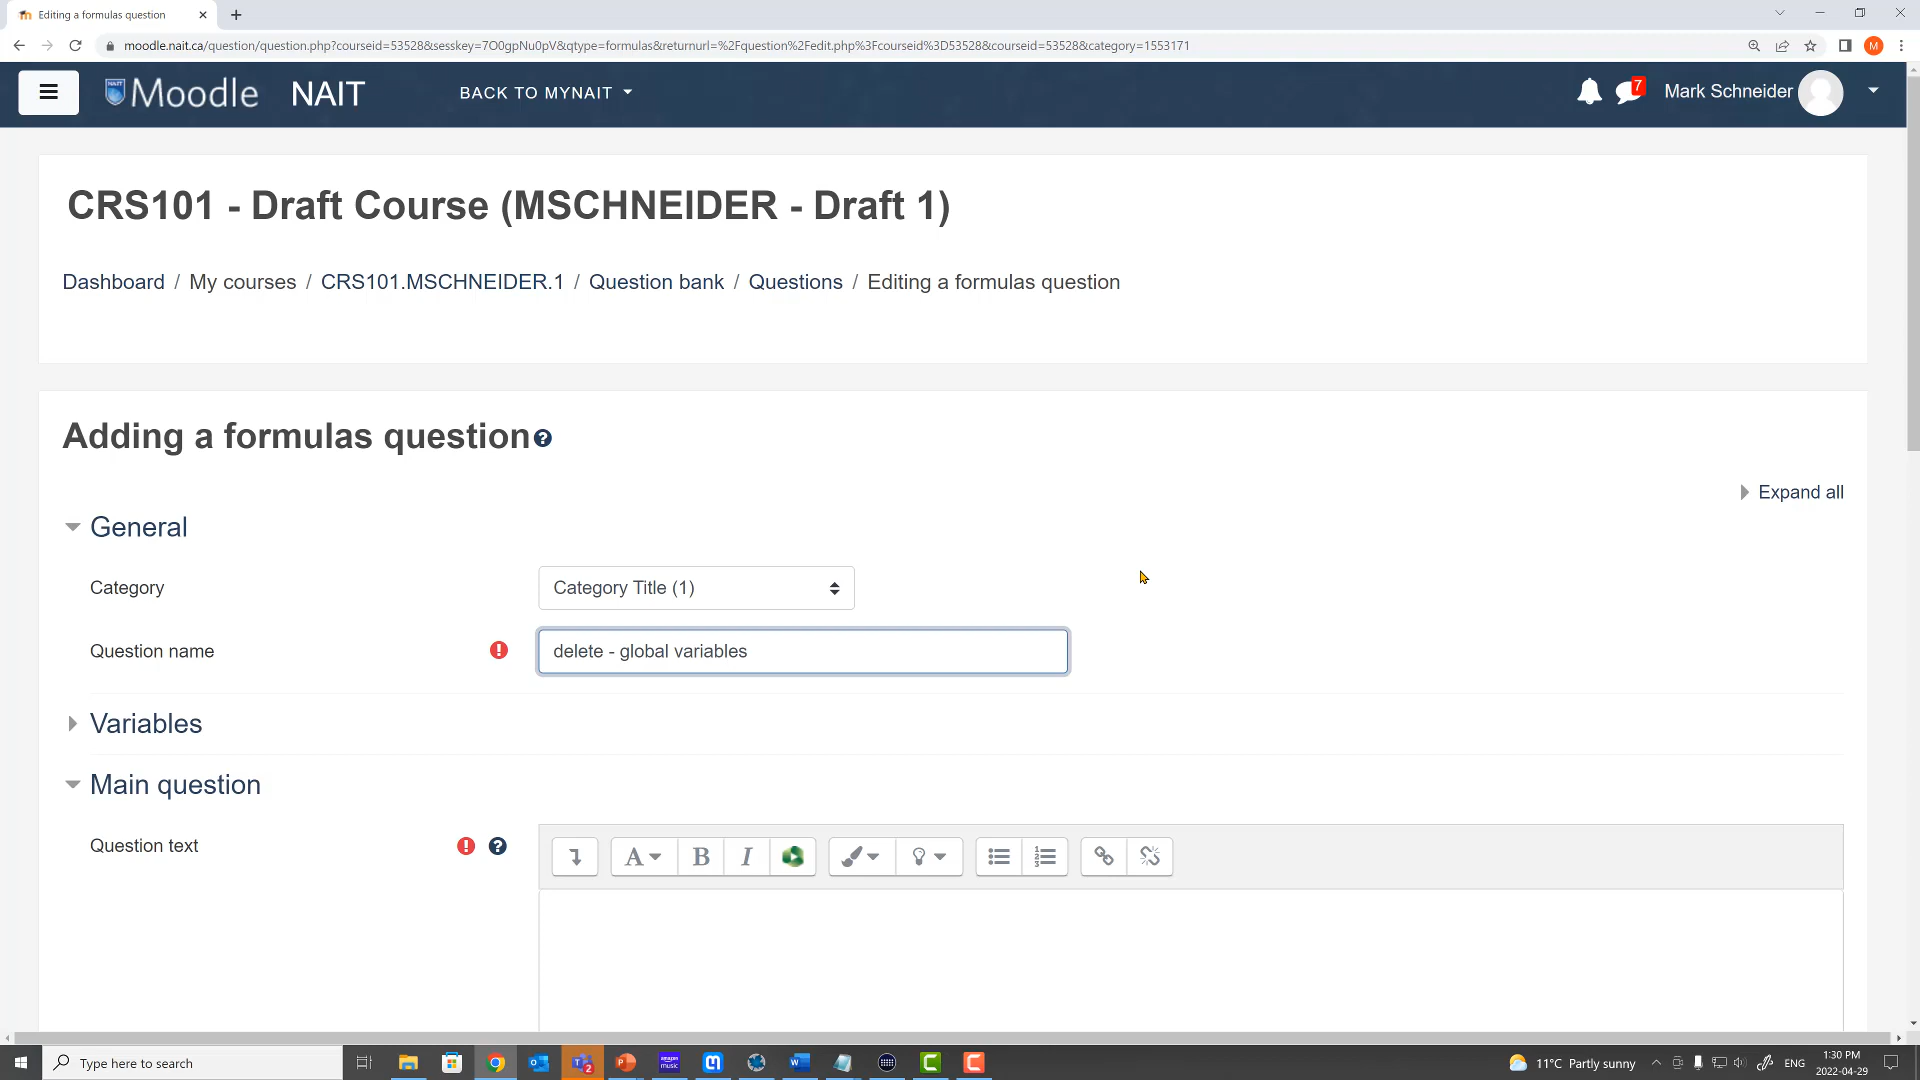 Editing a formulas question
moodle.nait.ca/question/question.php?courseid=53528&sesskey=7O0gpNu0pV&qtype=formulas&returnurl=%2Fquestion%2Fedit.php%3Fcourseid%3D53528&courseid=53528&category=1553171
M
Moodle NAIT BACK TO MYNAIT 7 Mark Schneider
CRS101 - Draft Course (MSCHNEIDER - Draft 1)
Dashboard / My courses / CRS101.MSCHNEIDER.1 / Question bank / Questions / Editing a formulas question
Adding a formulas question
Expand all
General
Category Category Title (1)
Question name delete - global variables
Variables
Main question
Question text
A B I
Type here to search
11°C Partly sunny ENG 1:30 PM
2022-04-29